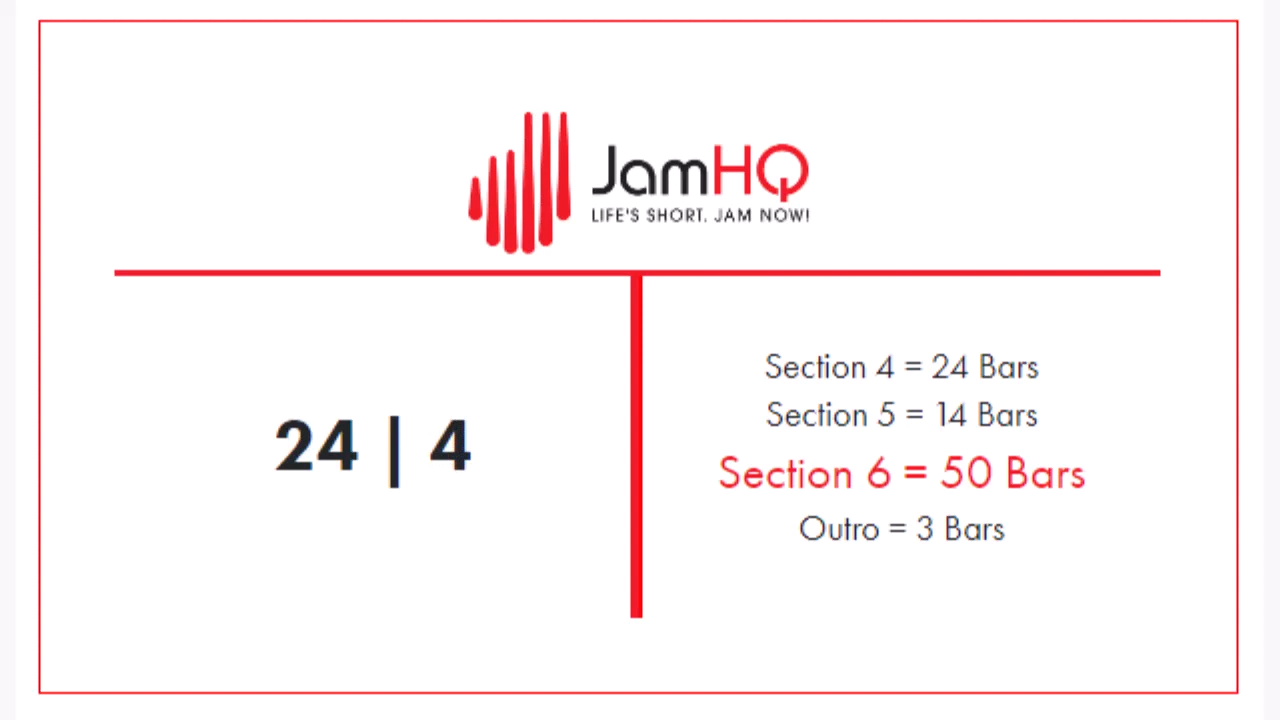 JamHQ
LIFE'S SHORT. JAM NOW!
24 | 4
Section 4 = 24 Bars
Section 5 = 14 Bars
Section 6 = 50 Bars
Outro = 3 Bars